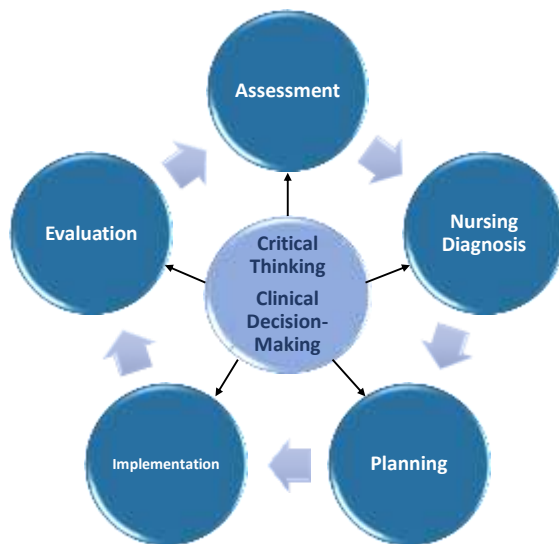 Assessment
Nursing
Diagnosis
Planning
Implementation
Evaluation
Critical
Thinking
Clinical
Decision-
Making